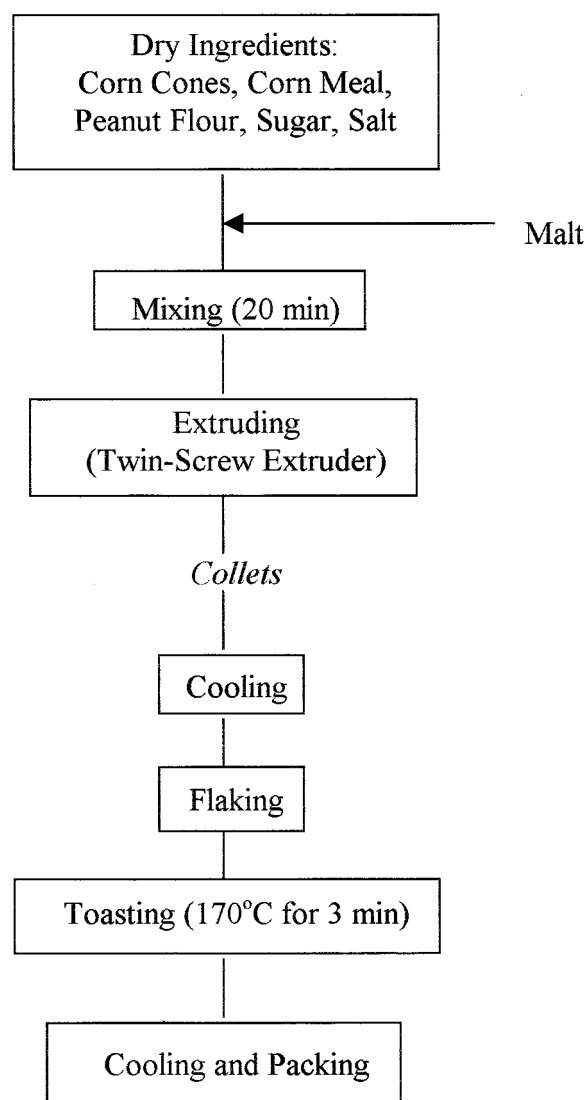 Dry Ingredients:
Corn Cones, Corn Meal,
Peanut Flour, Sugar, Salt
Malt
Mixing (20 min)
Extruding
(Twin-Screw Extruder)
Collets
Cooling
Flaking
Toasting (170°C for 3 min)
Cooling and Packing